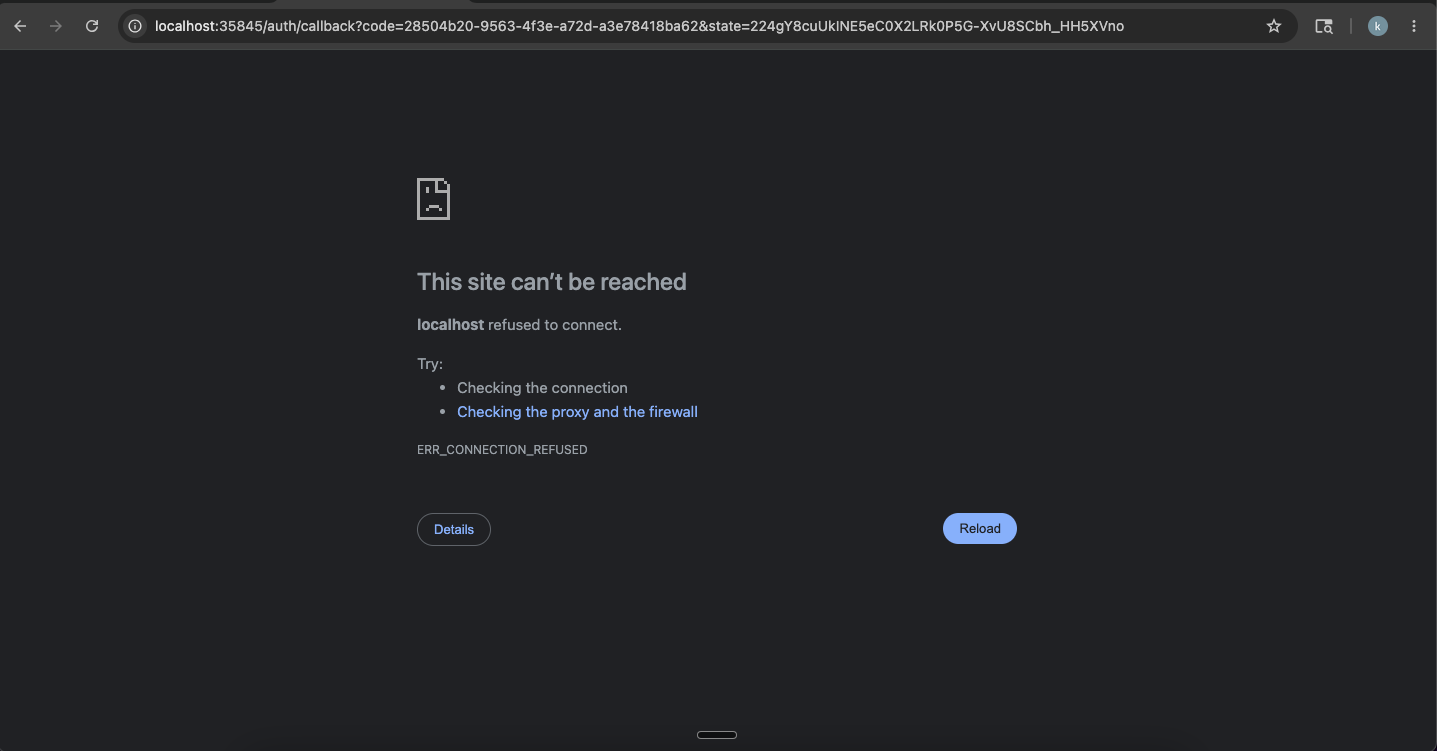 localhost:35845/auth/callback?code=28504b20-9563-4f3e-a72d-a3e78418ba62&state=224gY8cuUkINE5eC0X2LRk0P5G-XvU8SCbh_HH5XVno
k
This site can’t be reached
localhost refused to connect.
Try:
Checking the connection
Checking the proxy and the firewall
ERR_CONNECTION_REFUSED
Details
Reload